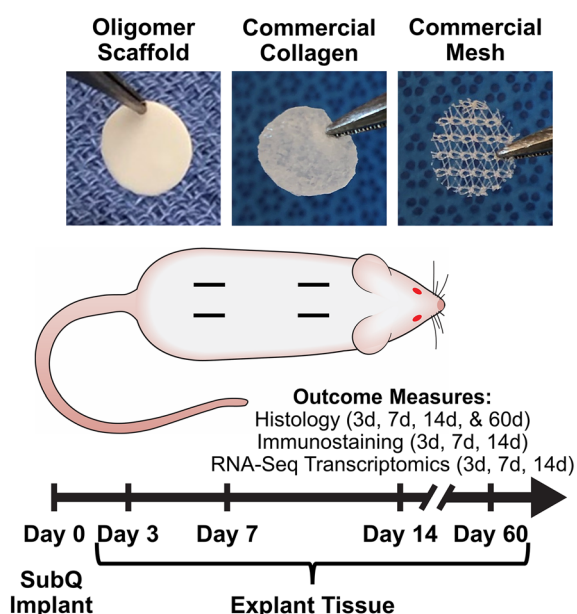 Oligomer
Scaffold
Commercial
Collagen
Commercial
Mesh
Outcome Measures:
Histology (3d, 7d, 14d, & 60d)
Immunostaining (3d, 7d, 14d)
RNA-Seq Transcriptomics (3d, 7d, 14d)
Day 0 Day 3 Day 7 Day 14 Day 60
SubQ
Implant
Explant Tissue